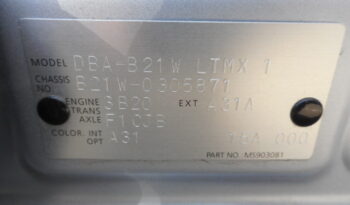 MODEL DBA-B21W LTMX 1
CHASSIS NO. B21W-0305871
ENGINE 3B20 EXT A31A
TRANS AXLE F1CJB
COLOR: INT A31 16A 000
OPT
PART NO. MS903081